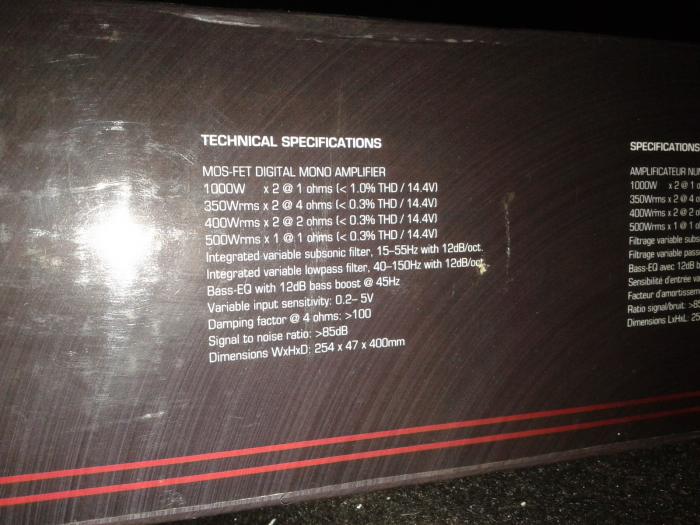 TECHNICAL SPECIFICATIONS
MOS-FET DIGITAL MONO AMPLIFIER
1000W x 2 @ 1 ohms (< 1.0% THD / 14.4V)
350Wrms x 2 @ 4 ohms (< 0.3% THD / 14.4V)
400Wrms x 2 @ 2 ohms (< 0.3% THD / 14.4V)
500Wrms x 1 @ 1 ohms (< 0.3% THD / 14.4V)
Integrated variable subsonic filter, 15-55Hz with 12dB/oct.
Integrated variable lowpass filter, 40-150Hz with 12dB/oct.
Bass-EQ with 12dB bass boost @ 45Hz
Variable input sensitivity: 0.2- 5V
Damping factor @ 4 ohms: >100
Signal to noise ratio: >85dB
Dimensions WxHxD: 254 x 47 x 400mm
SPECIFICATIONS
AMPLIFICATEUR
1000W x 2 @ 1
350Wrms x 2 @ 4
400Wrms x 2 @ 2
500Wrms x 1 @ 1
Filtrage variable
Filtrage variable
Bass-EQ avec 12dB
Sensibilité d'entrée
Facteur
Ratio signal/bruit:
Dimensions LxHxL: